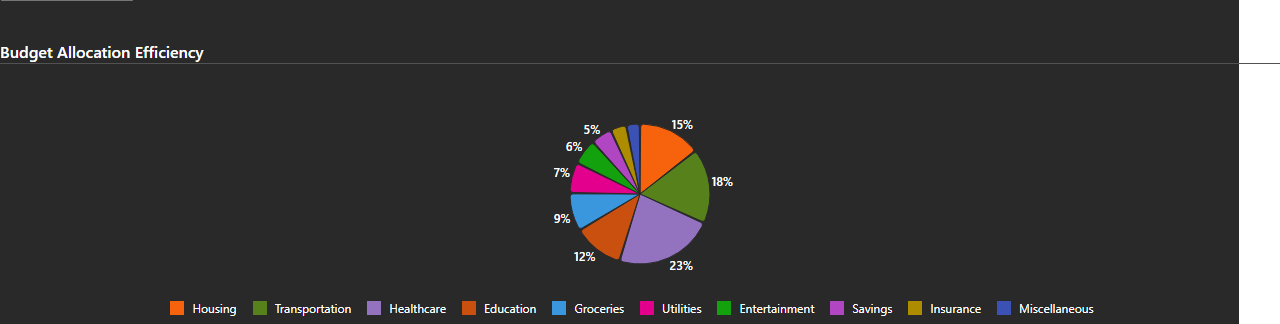 Budget Allocation Efficiency
5% 15%
6%
7% 18%
9%
12% 23%
Housing Transportation Healthcare Education Groceries Utilities Entertainment Savings Insurance Miscellaneous